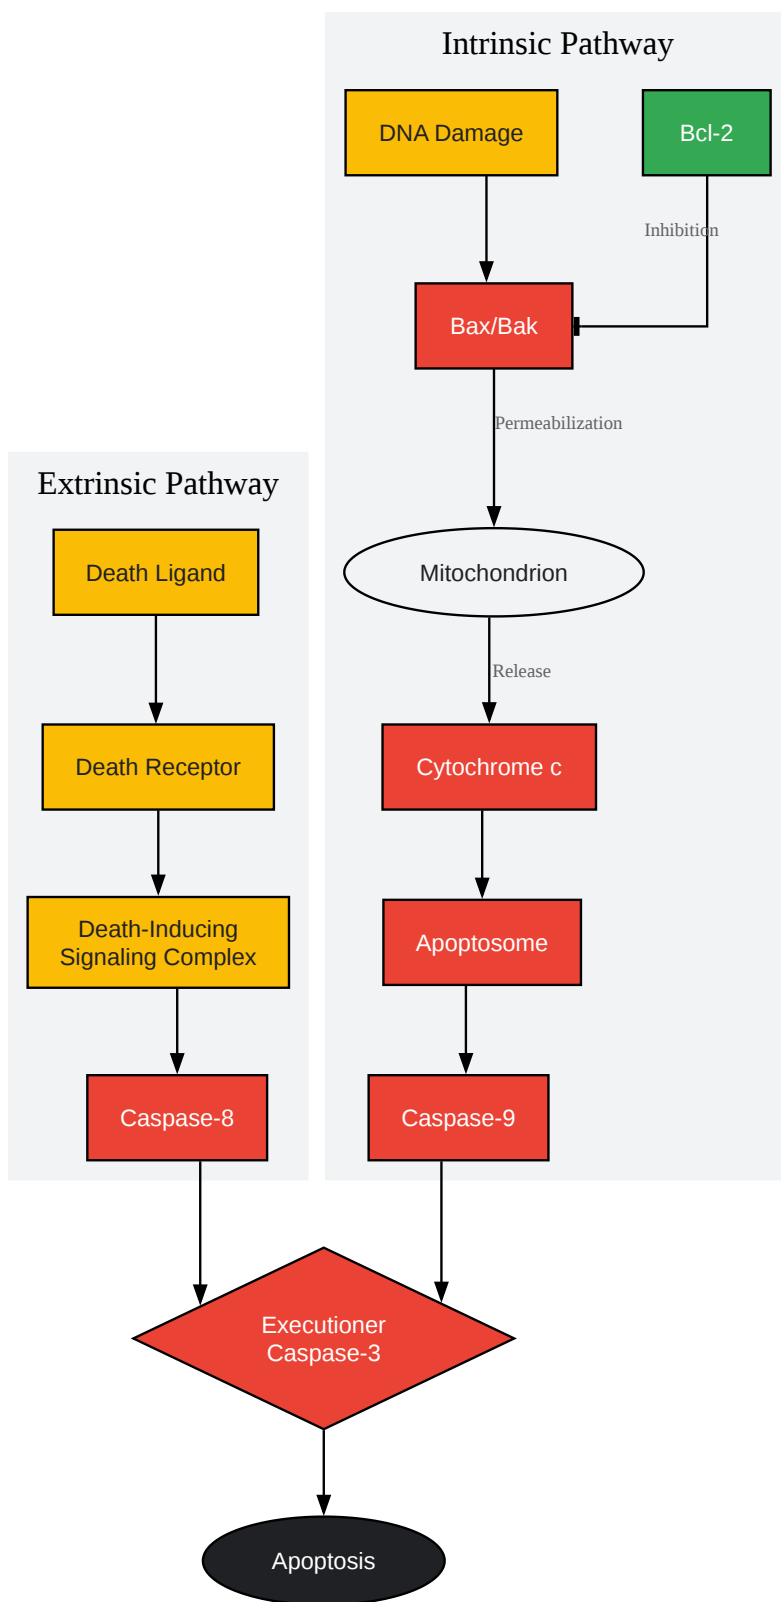 Intrinsic Pathway
DNA Damage
Bcl-2
Inhibition
Bax/Bak
Permeabilization
Mitochondrion
Release
Cytochrome c
Apoptosome
Caspase-9
Extrinsic Pathway
Death Ligand
Death Receptor
Death-Inducing
Signaling Complex
Caspase-8
Executioner
Caspase-3
Apoptosis